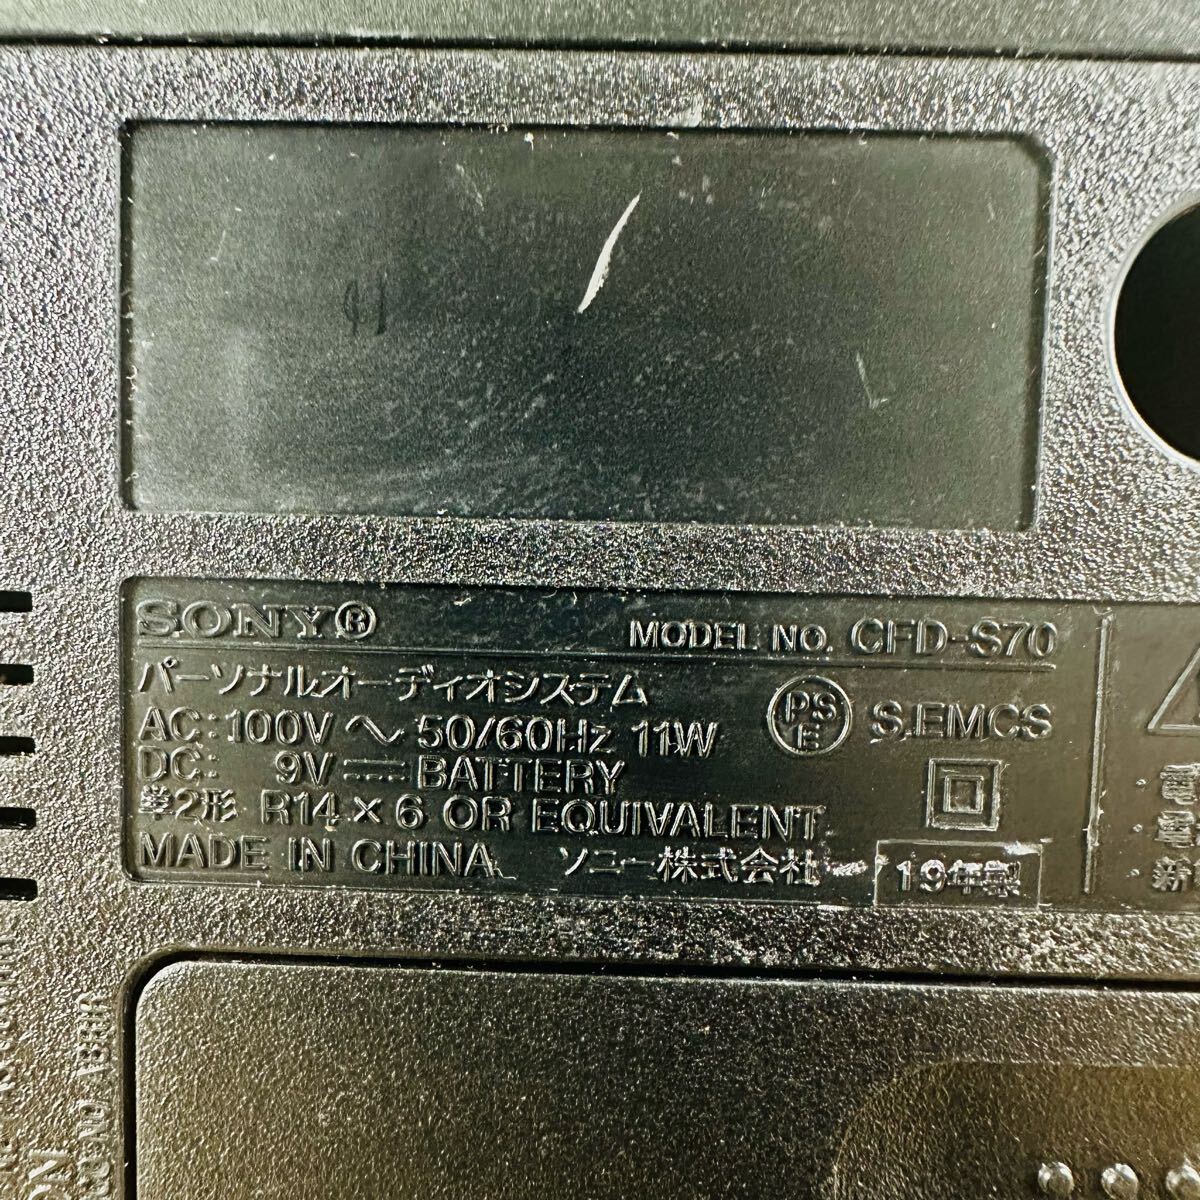 SONY®
MODEL NO. CFD-S70
パーソナルオーディオシステム
AC: 100V ～ 50/60Hz 11W
PSE S.EMCS
DC: 9V ⎓ BATTERY
単2形 R14×6 OR EQUIVALENT
MADE IN CHINA ソニー株式会社
19年製